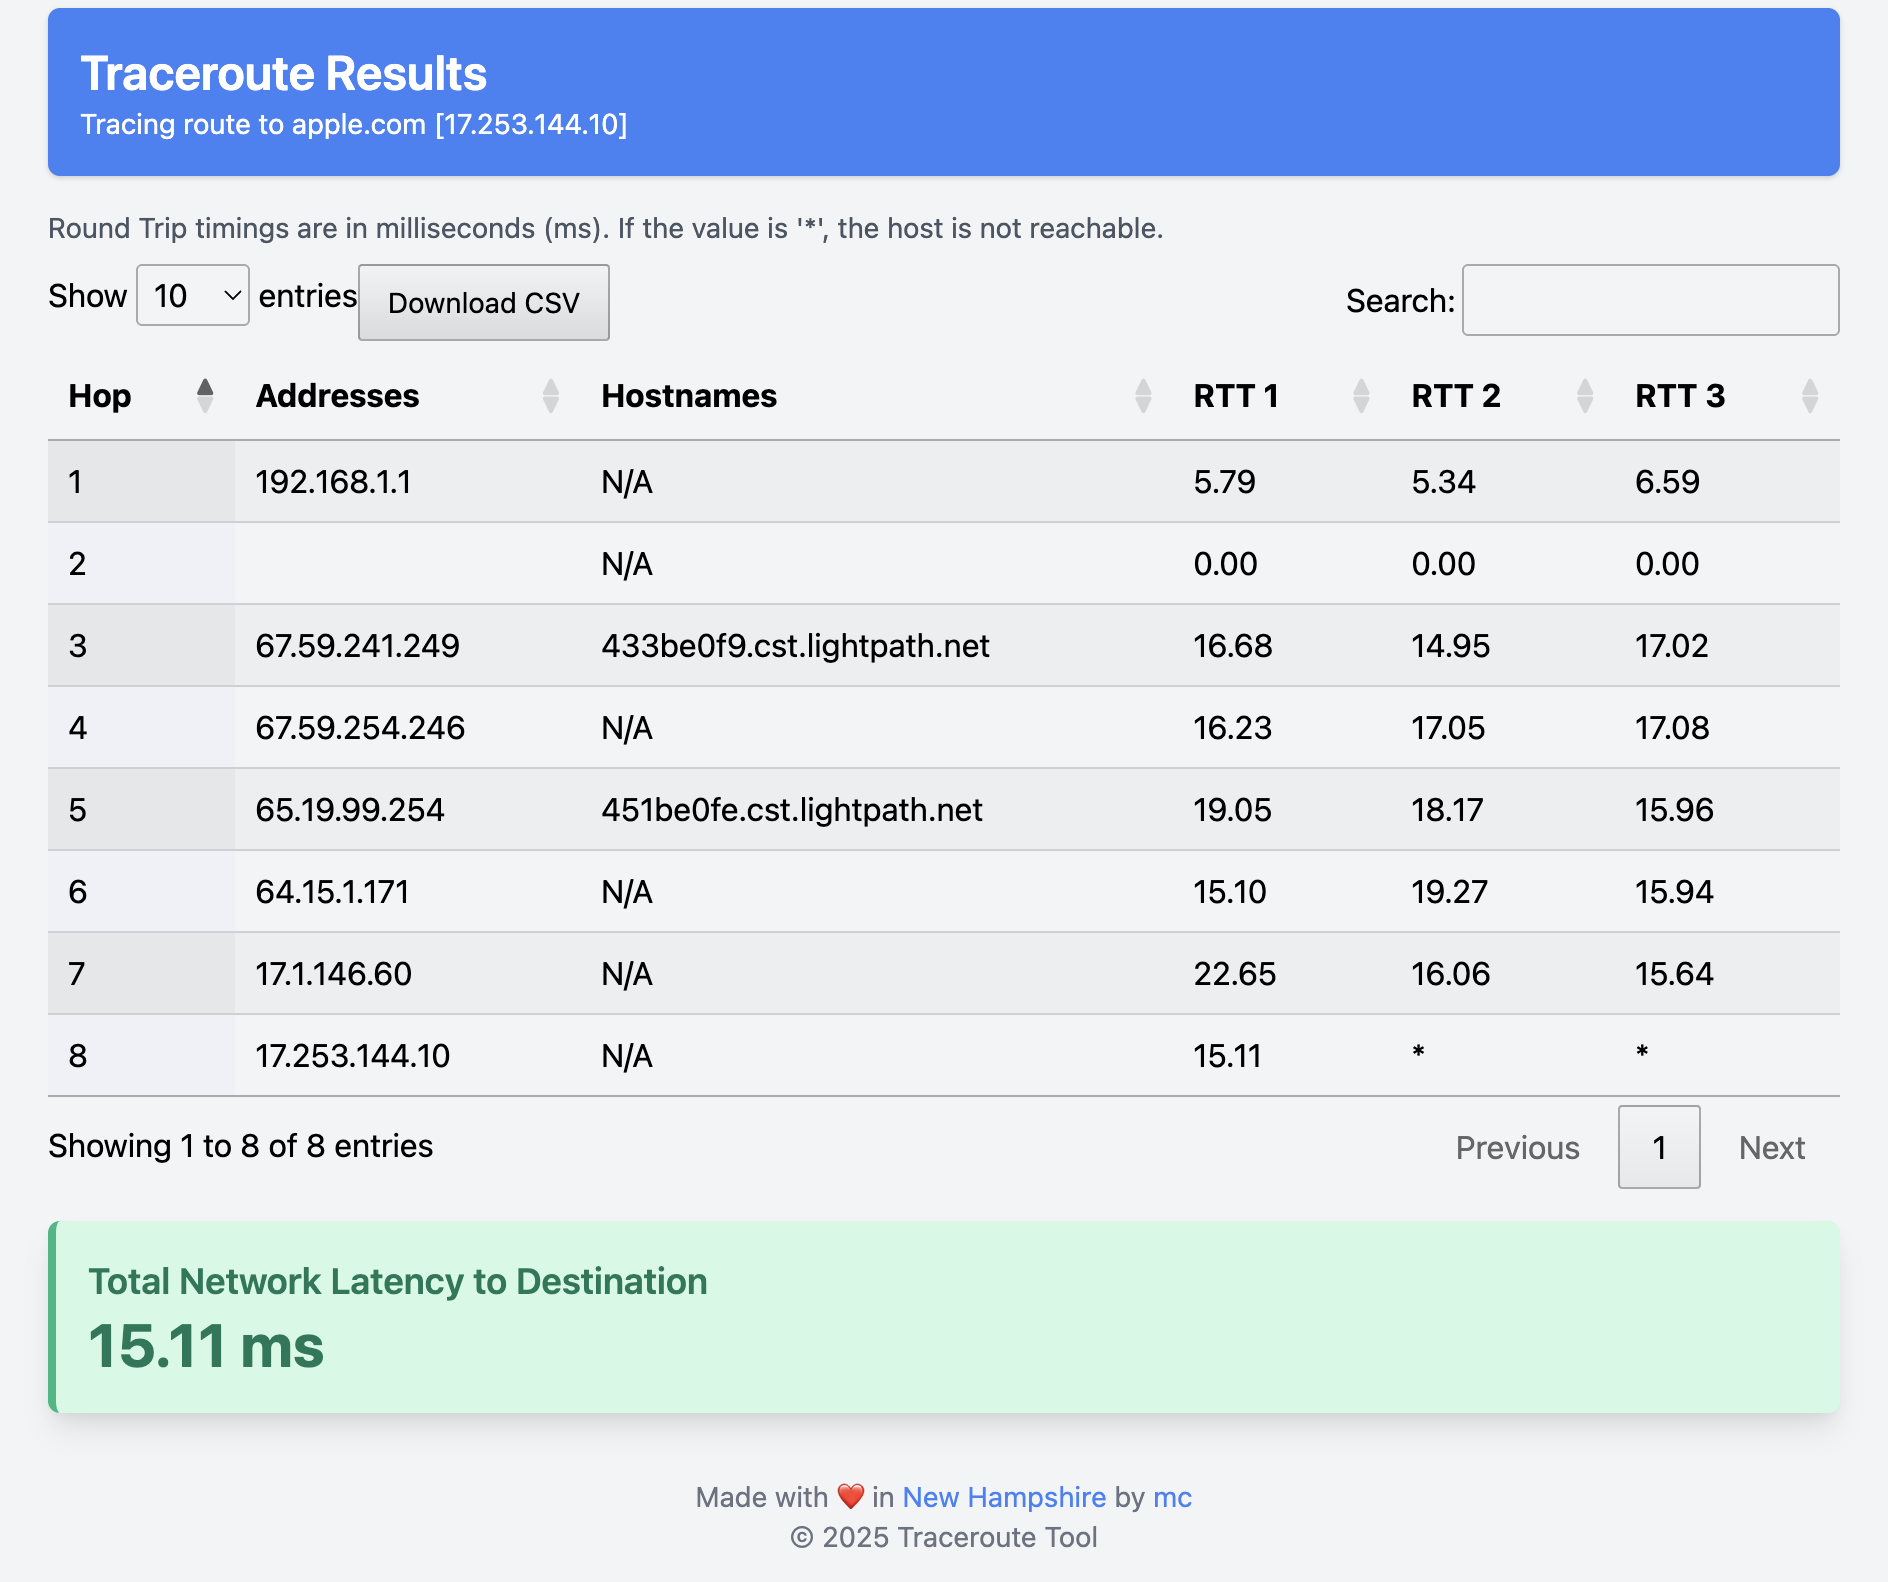 Traceroute Results
Tracing route to apple.com [17.253.144.10]
Round Trip timings are in milliseconds (ms). If the value is '*', the host is not reachable.
Show 10 entries Download CSV Search:
Hop Addresses Hostnames RTT 1 RTT 2 RTT 3
1 192.168.1.1 N/A 5.79 5.34 6.59
2 N/A 0.00 0.00 0.00
3 67.59.241.249 433be0f9.cst.lightpath.net 16.68 14.95 17.02
4 67.59.254.246 N/A 16.23 17.05 17.08
5 65.19.99.254 451be0fe.cst.lightpath.net 19.05 18.17 15.96
6 64.15.1.171 N/A 15.10 19.27 15.94
7 17.1.146.60 N/A 22.65 16.06 15.64
8 17.253.144.10 N/A 15.11 * *
Showing 1 to 8 of 8 entries Previous 1 Next
Total Network Latency to Destination
15.11 ms
Made with ❤️ in New Hampshire by mc
© 2025 Traceroute Tool